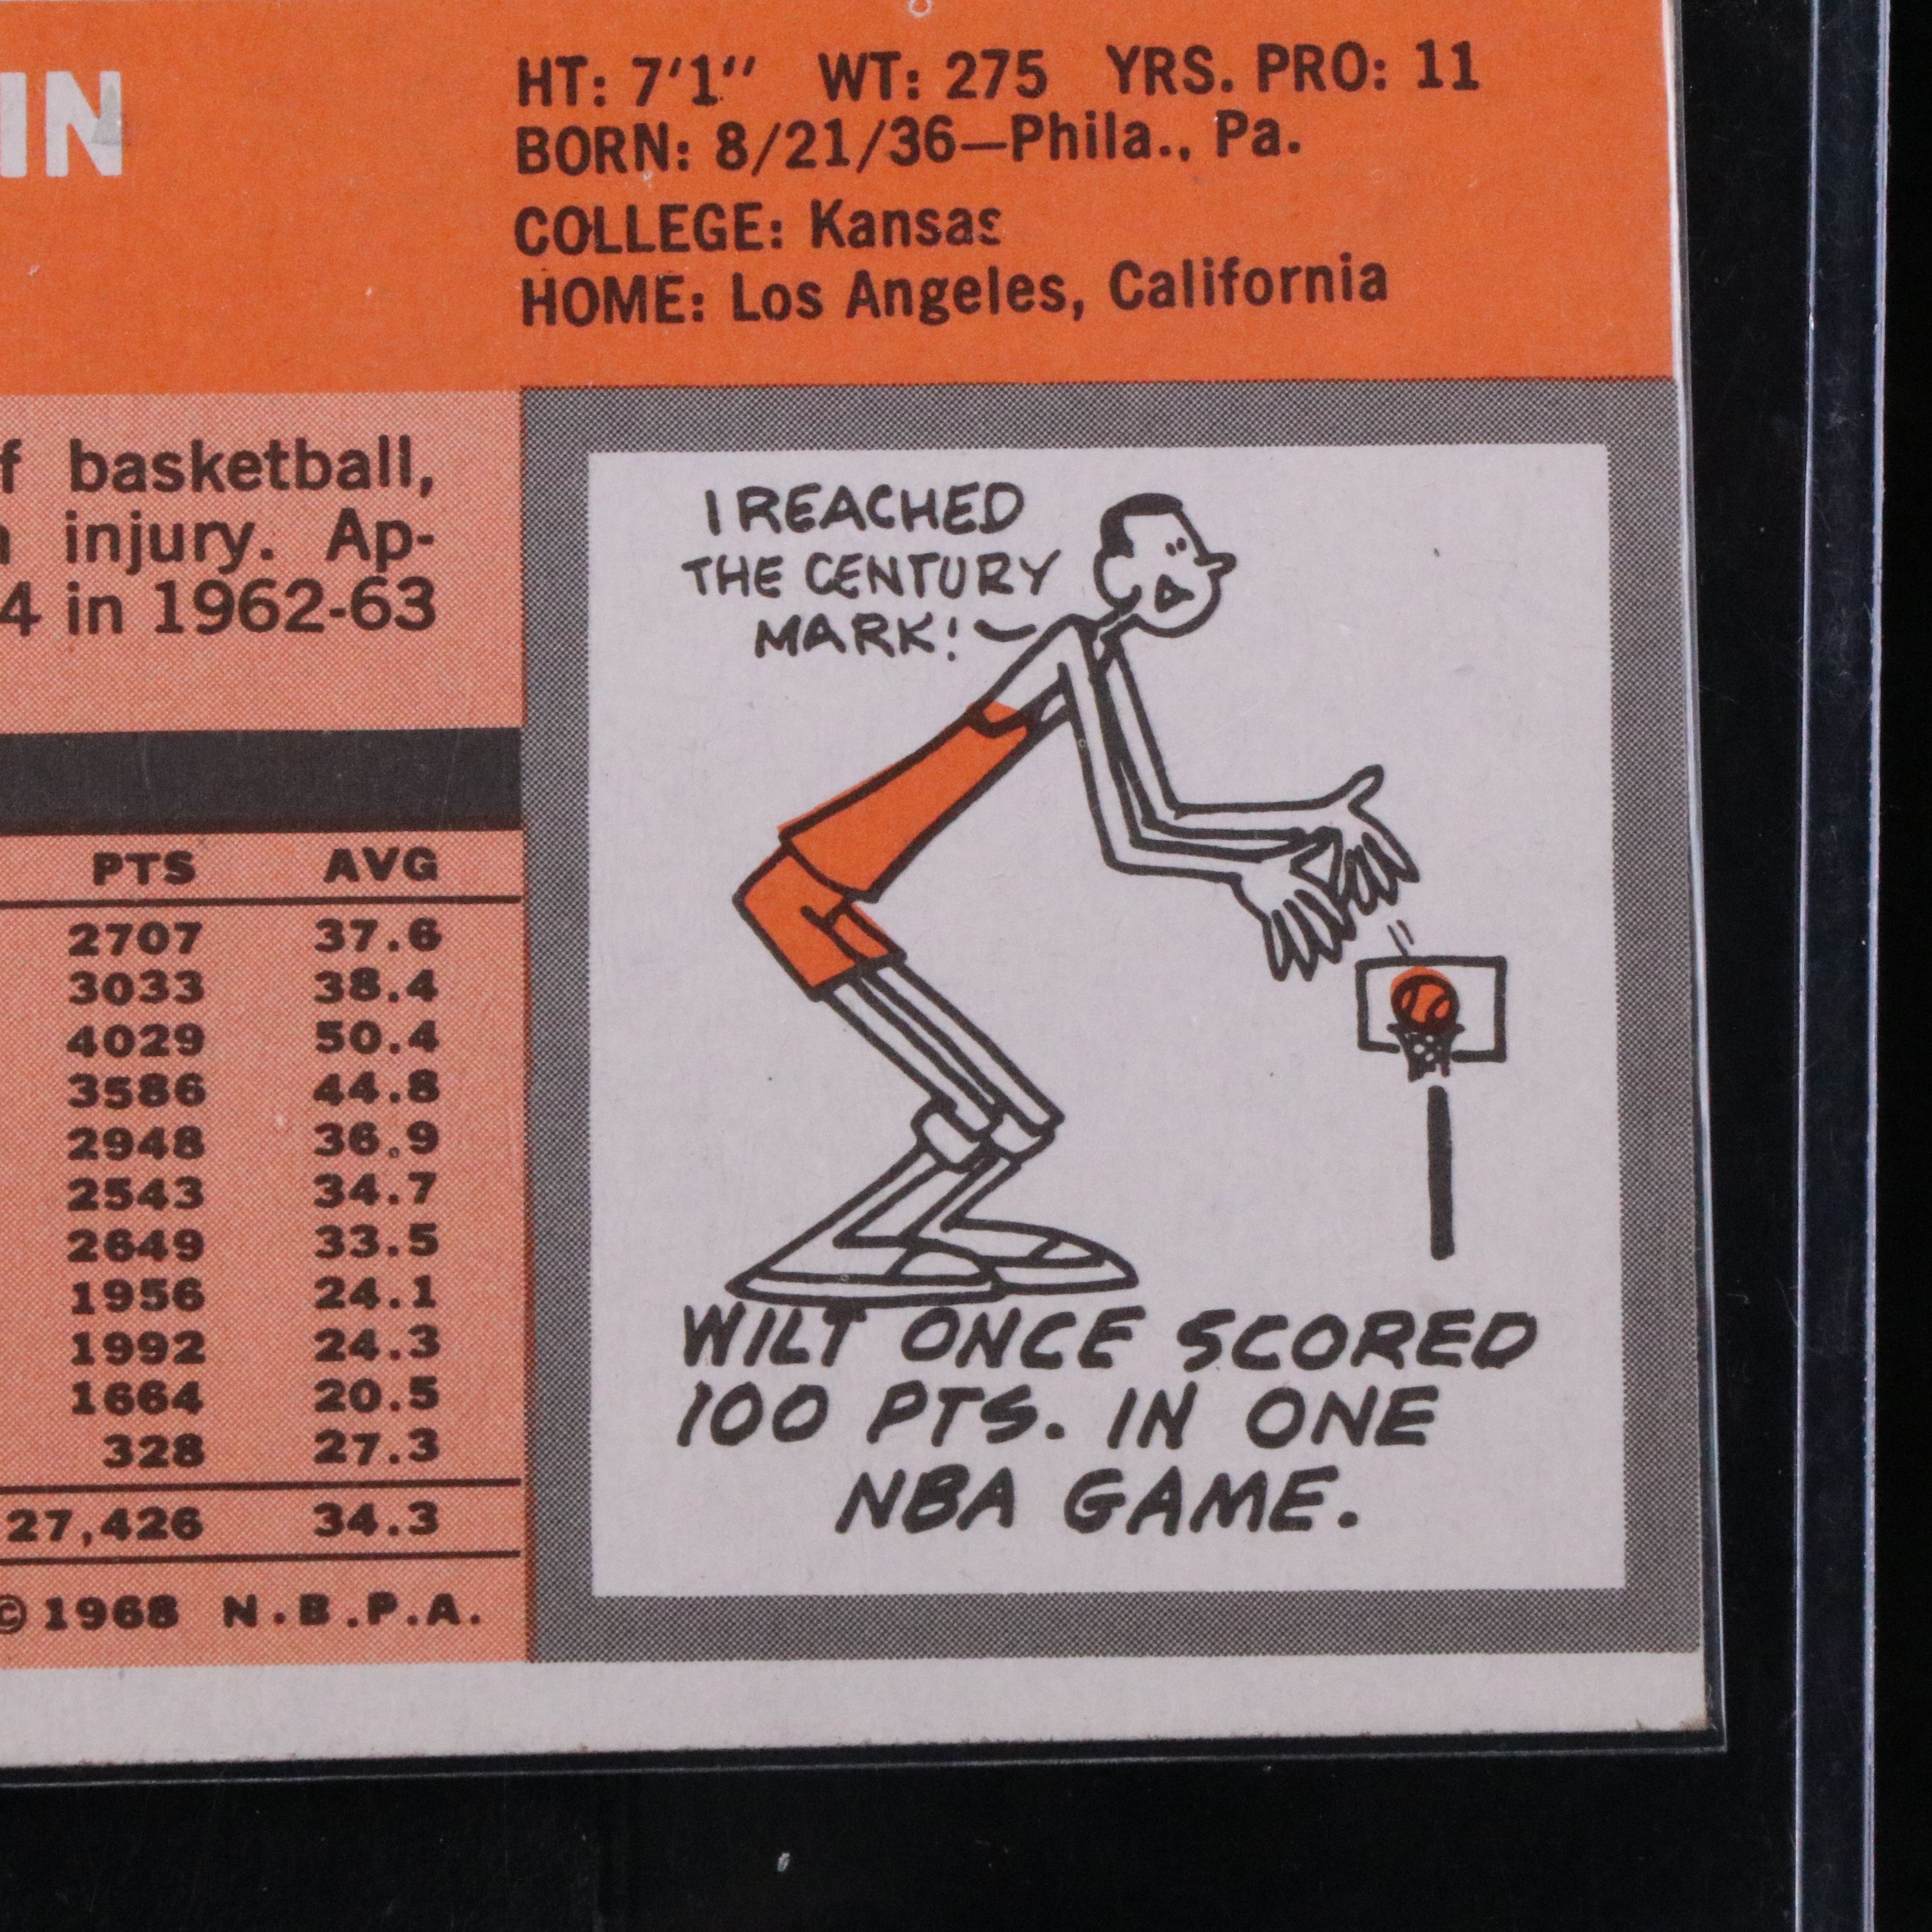 IN
HT: 7'1" WT: 275 YRS. PRO: 11
BORN: 8/21/36—Phila., Pa.
COLLEGE: Kansas
HOME: Los Angeles, California
f basketball,
injury. Ap-
4 in 1962-63
I REACHED
THE CENTURY
MARK!
PTS AVG
2707 37.6
3033 38.4
4029 50.4
3586 44.8
2948 36.9
2543 34.7
2649 33.5
1956 24.1
1992 24.3
1664 20.5
328 27.3
27,426 34.3
© 1968 N.B.P.A.
WILT ONCE SCORED
100 PTS. IN ONE
NBA GAME.